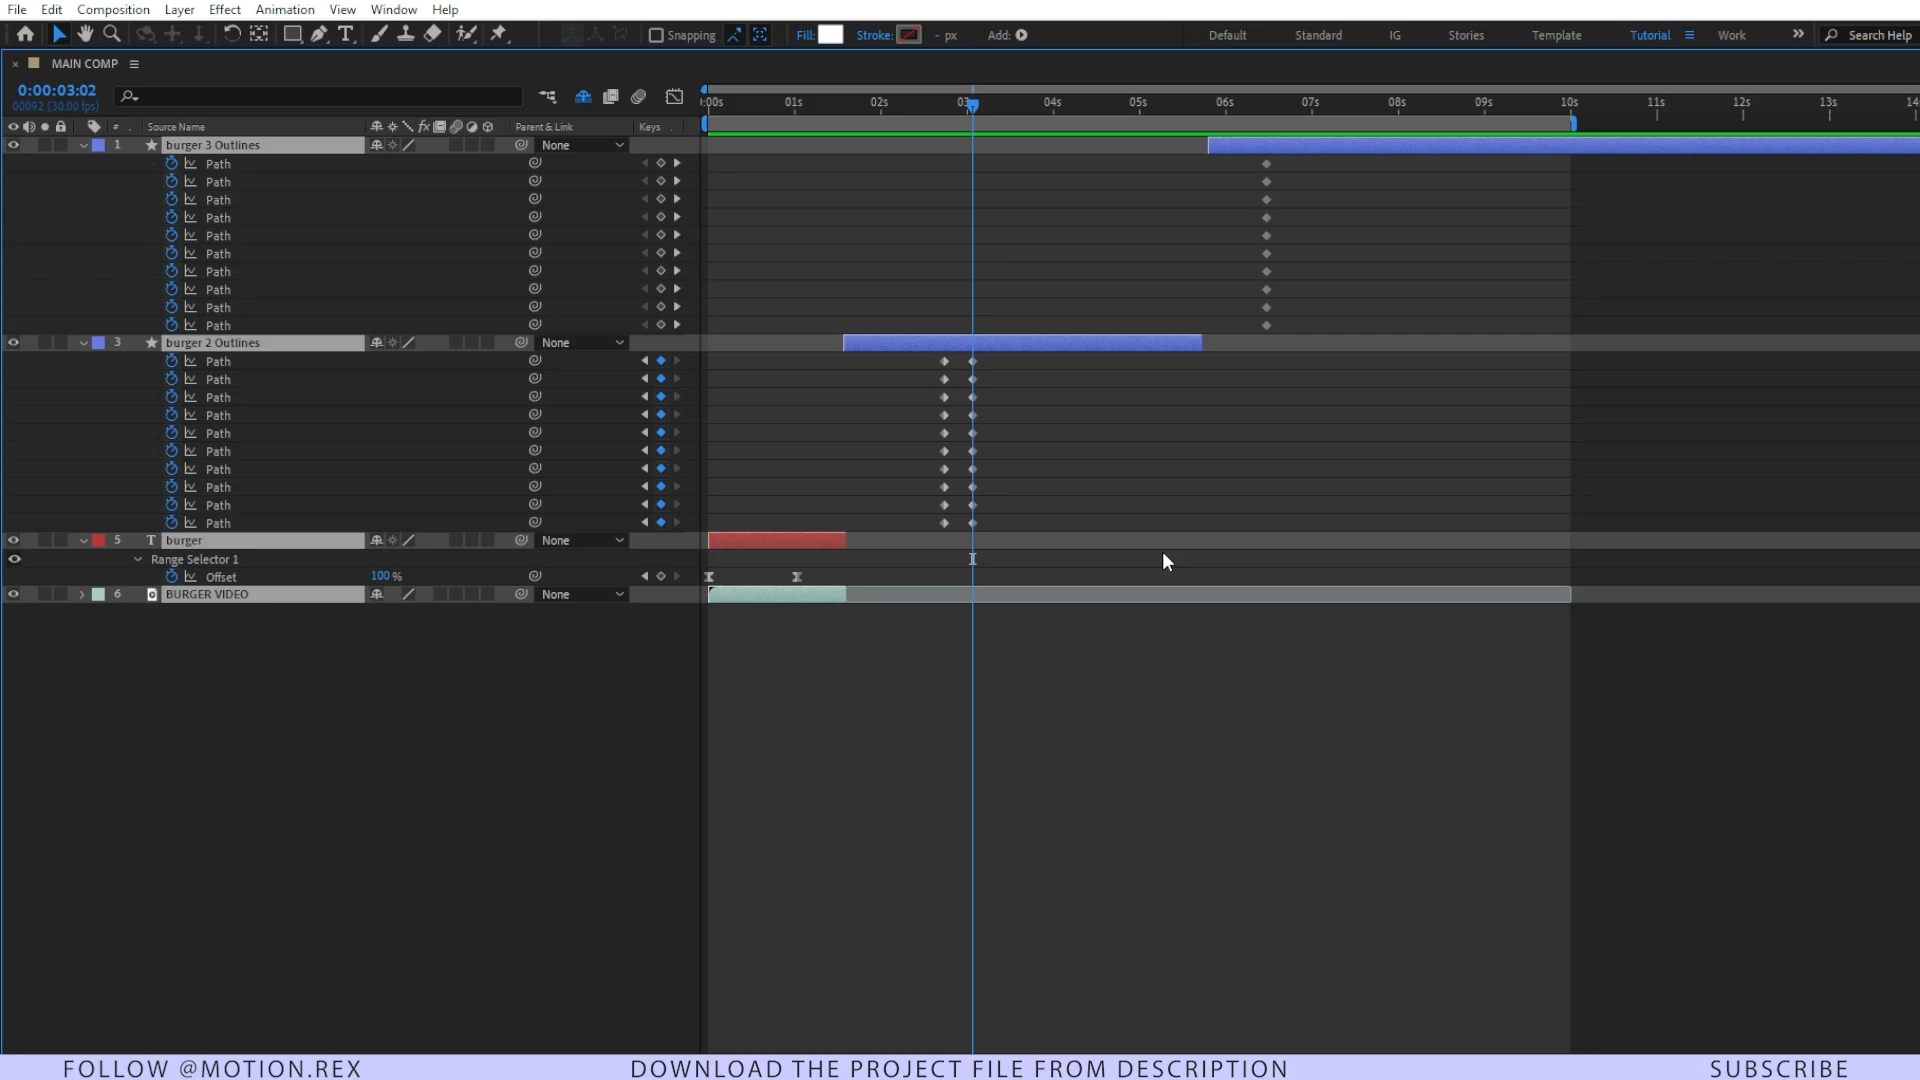 File Edit Composition Layer Effect Animation View Window Help
Snapping Fill: Stroke: - px Add: Default Standard IG Stories Template Tutorial Work Search Help
MAIN COMP
0:00:03:02
00092 (30.00 fps)
:00s 01s 02s 03 04s 05s 06s 07s 08s 09s 10s 11s 12s 13s 14
# Source Name fx Parent & Link Keys
1 burger 3 Outlines None
Path
Path
Path
Path
Path
Path
Path
Path
Path
Path
3 burger 2 Outlines None
Path
Path
Path
Path
Path
Path
Path
Path
Path
Path
5 T burger None
Range Selector 1
Offset 100 %
6 BURGER VIDEO None
FOLLOW @MOTION.REX DOWNLOAD THE PROJECT FILE FROM DESCRIPTION SUBSCRIBE